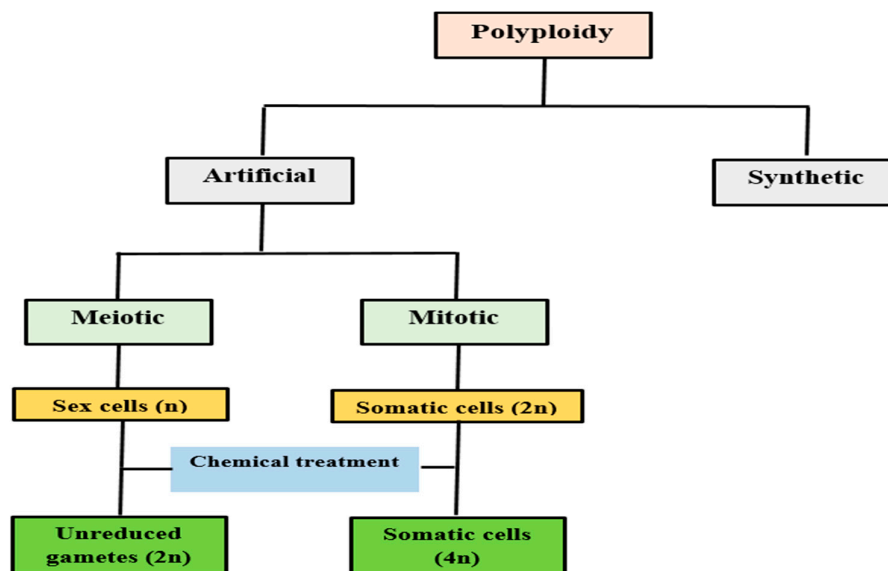 Polyploidy
Artificial
Synthetic
Meiotic
Mitotic
Sex cells (n)
Somatic cells (2n)
Chemical treatment
Unreduced
gametes (2n)
Somatic cells
(4n)